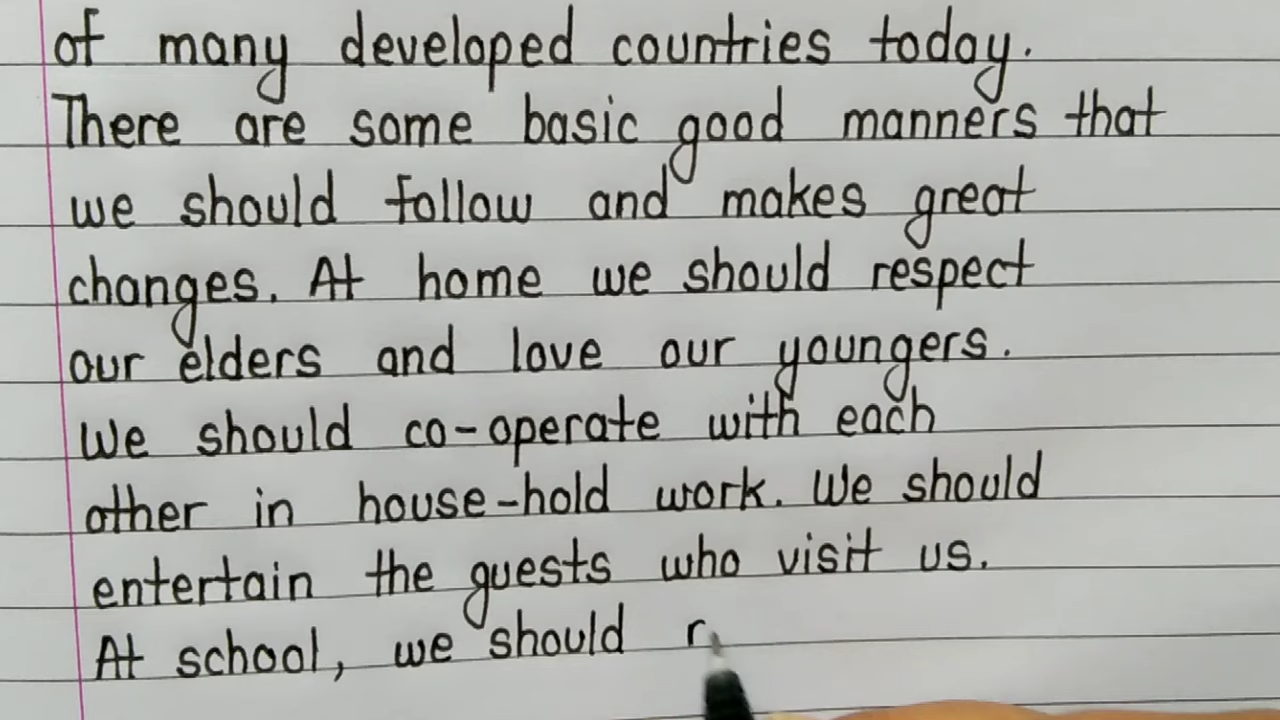 of many developed countries today.
There are some basic good manners that
we should follow and makes great
changes. At home we should respect
our elders and love our youngers.
We should co-operate with each
other in house-hold work. We should
entertain the guests who visit us.
At school, we should r